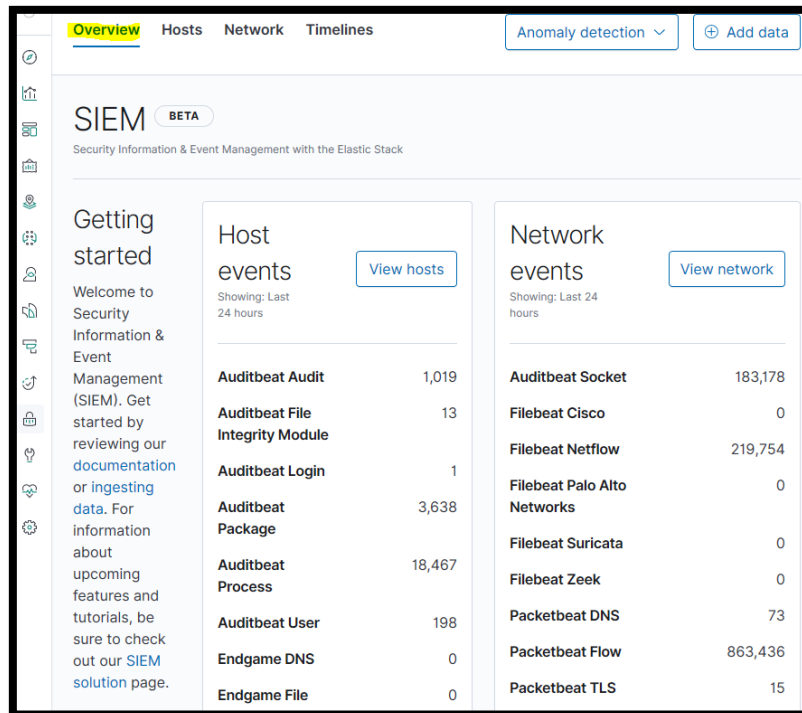 Overview Hosts Network Timelines Anomaly detection Add data
SIEM BETA
Security Information & Event Management with the Elastic Stack
Getting
started
Welcome to
Security
Information &
Event
Management
(SIEM). Get
started by
reviewing our
documentation
or ingesting
data. For
information
about
upcoming
features and
tutorials, be
sure to check
out our SIEM
solution page.
Host
events
Showing: Last
24 hours
View hosts
Auditbeat Audit 1,019
Auditbeat File 13
Integrity Module
Auditbeat Login 1
Auditbeat 3,638
Package
Auditbeat 18,467
Process
Auditbeat User 198
Endgame DNS 0
Endgame File 0
Network
events
Showing: Last 24
hours
View network
Auditbeat Socket 183,178
Filebeat Cisco 0
Filebeat Netflow 219,754
Filebeat Palo Alto 0
Networks
Filebeat Suricata 0
Filebeat Zeek 0
Packetbeat DNS 73
Packetbeat Flow 863,436
Packetbeat TLS 15